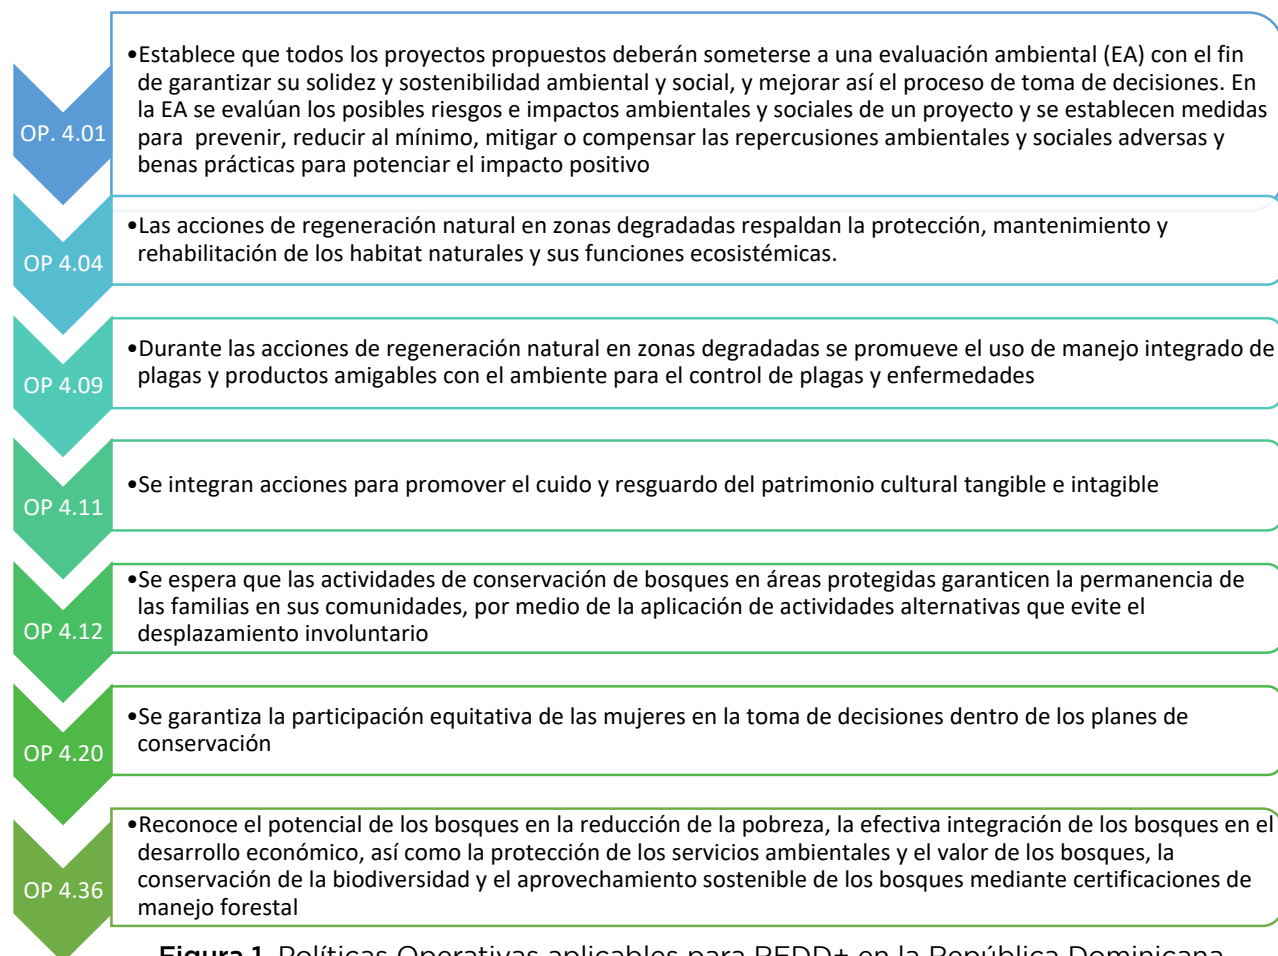 OP. 4.01
•Establece que todos los proyectos propuestos deberán someterse a una evaluación ambiental (EA) con el fin
de garantizar su solidez y sostenibilidad ambiental y social, y mejorar así el proceso de toma de decisiones. En
la EA se evalúan los posibles riesgos e impactos ambientales y sociales de un proyecto y se establecen medidas
para prevenir, reducir al mínimo, mitigar o compensar las repercusiones ambientales y sociales adversas y
benas prácticas para potenciar el impacto positivo
OP 4.04
•Las acciones de regeneración natural en zonas degradadas respaldan la protección, mantenimiento y
rehabilitación de los habitat naturales y sus funciones ecosistémicas.
OP 4.09
•Durante las acciones de regeneración natural en zonas degradadas se promueve el uso de manejo integrado de
plagas y productos amigables con el ambiente para el control de plagas y enfermedades
OP 4.11
•Se integran acciones para promover el cuido y resguardo del patrimonio cultural tangible e intagible
OP 4.12
•Se espera que las actividades de conservación de bosques en áreas protegidas garanticen la permanencia de
las familias en sus comunidades, por medio de la aplicación de actividades alternativas que evite el
desplazamiento involuntario
OP 4.20
•Se garantiza la participación equitativa de las mujeres en la toma de decisiones dentro de los planes de
conservación
OP 4.36
•Reconoce el potencial de los bosques en la reducción de la pobreza, la efectiva integración de los bosques en el
desarrollo económico, así como la protección de los servicios ambientales y el valor de los bosques, la
conservación de la biodiversidad y el aprovechamiento sostenible de los bosques mediante certificaciones de
manejo forestal
Figura 1. Políticas Operativas aplicables para REDD+ en la República Dominicana